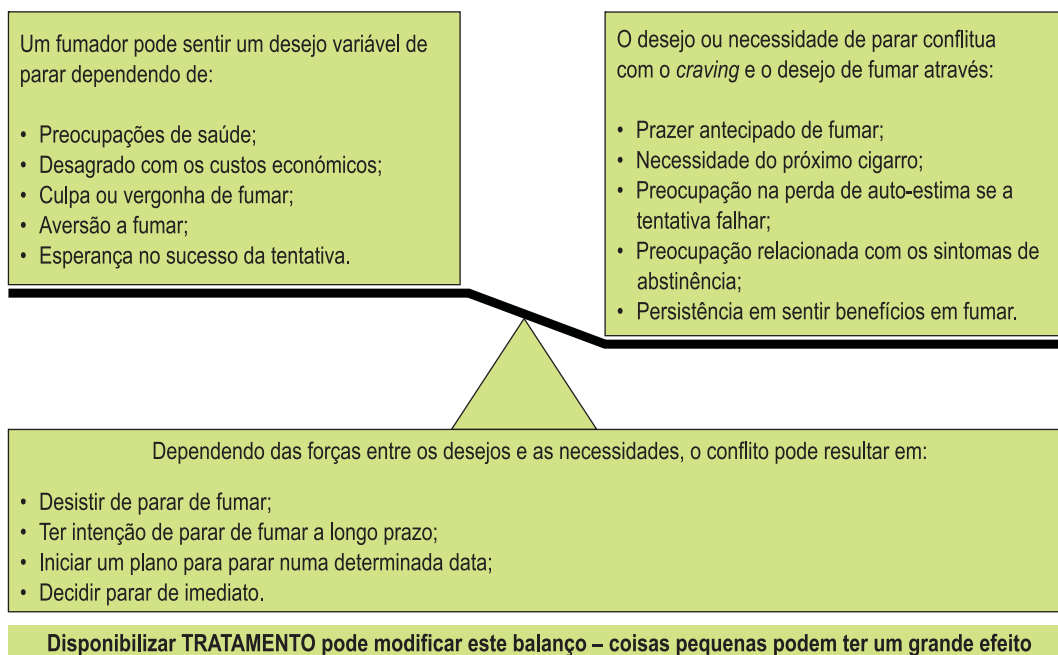 Um fumador pode sentir um desejo variável de
parar dependendo de:
• Preocupações de saúde;
• Desagrado com os custos económicos;
• Culpa ou vergonha de fumar;
• Aversão a fumar;
• Esperança no sucesso da tentativa.
O desejo ou necessidade de parar conflitua
com o craving e o desejo de fumar através:
• Prazer antecipado de fumar;
• Necessidade do próximo cigarro;
• Preocupação na perda de auto-estima se a
tentativa falhar;
• Preocupação relacionada com os sintomas de
abstinência;
• Persistência em sentir benefícios em fumar.
Dependendo das forças entre os desejos e as necessidades, o conflito pode resultar em:
• Desistir de parar de fumar;
• Ter intenção de parar de fumar a longo prazo;
• Iniciar um plano para parar numa determinada data;
• Decidir parar de imediato.
Disponibilizar TRATAMENTO pode modificar este balanço – coisas pequenas podem ter um grande efeito